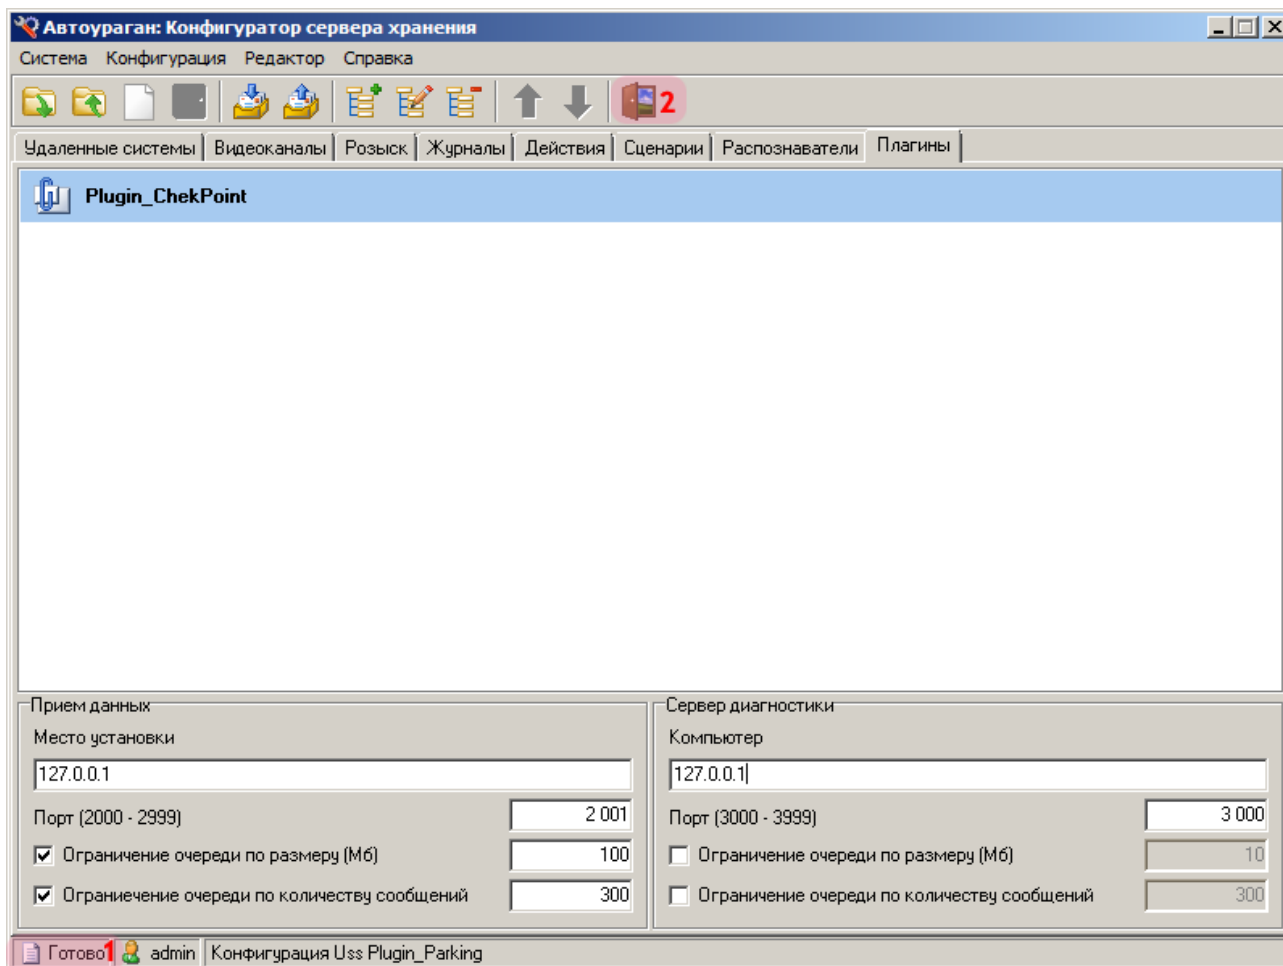 Автоураган: Конфигуратор сервера хранения
Система Конфигурация Редактор Справка
2
Удаленные системы Видеоканалы Розыск Журналы Действия Сценарии Распознаватели Плагины
Plugin_ChekPoint
Прием данных
Место установки
127.0.0.1
Порт (2000 - 2999) 2 001
Ограничение очереди по размеру (Мб) 100
Ограниечение очереди по количеству сообщений 300
Сервер диагностики
Компьютер
127.0.0.1
Порт (3000 - 3999) 3 000
Ограничение очереди по размеру (Мб) 10
Ограничение очереди по количеству сообщений 300
Готово 1 admin Конфигурация Uss Plugin_Parking